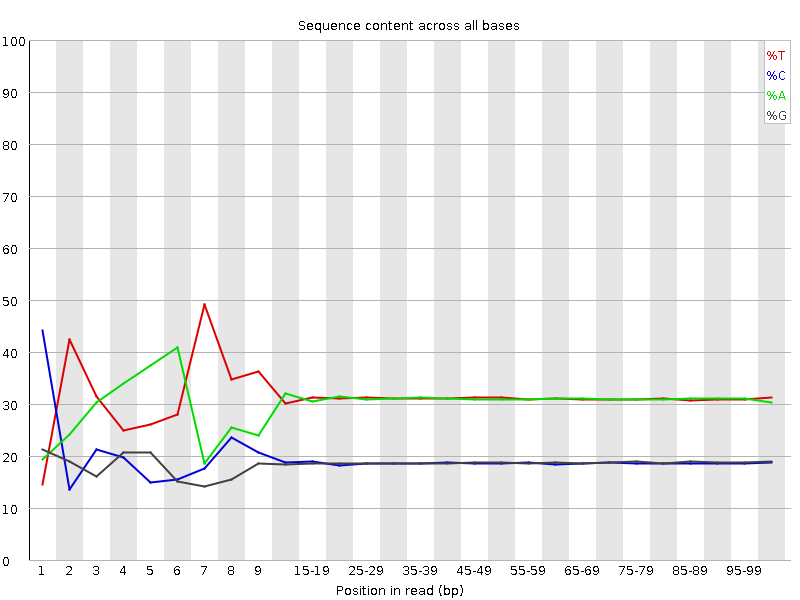 Sequence content across all bases
100
90
80
70
60
50
40
30
20
10
0
%T
%C
%A
%G
1 2 3 4 5 6 7 8 9 15-19 25-29 35-39 45-49 55-59 65-69 75-79 85-89 95-99
Position in read (bp)